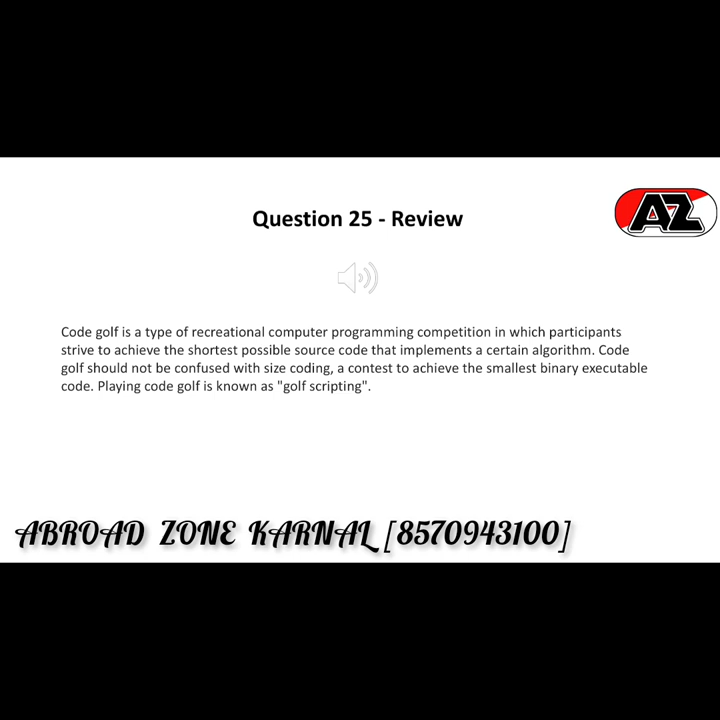 Question 25 - Review
AZ
Code golf is a type of recreational computer programming competition in which participants
strive to achieve the shortest possible source code that implements a certain algorithm. Code
golf should not be confused with size coding, a contest to achieve the smallest binary executable
code. Playing code golf is known as "golf scripting".
ABROAD ZONE KARNAL [8570943100]